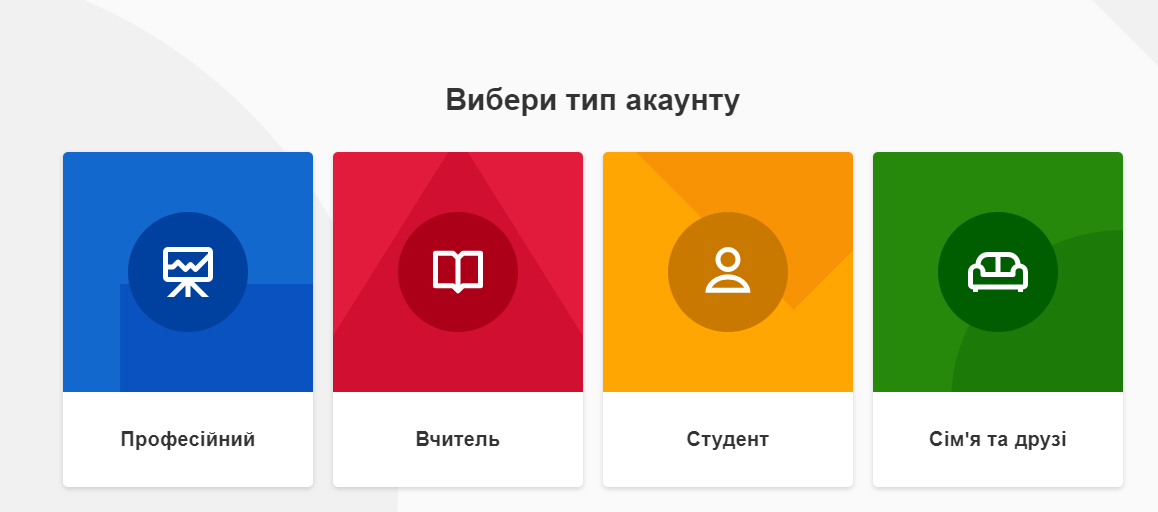 Вибери тип акаунту
Професійний
Вчитель
Студент
Сім'я та друзі